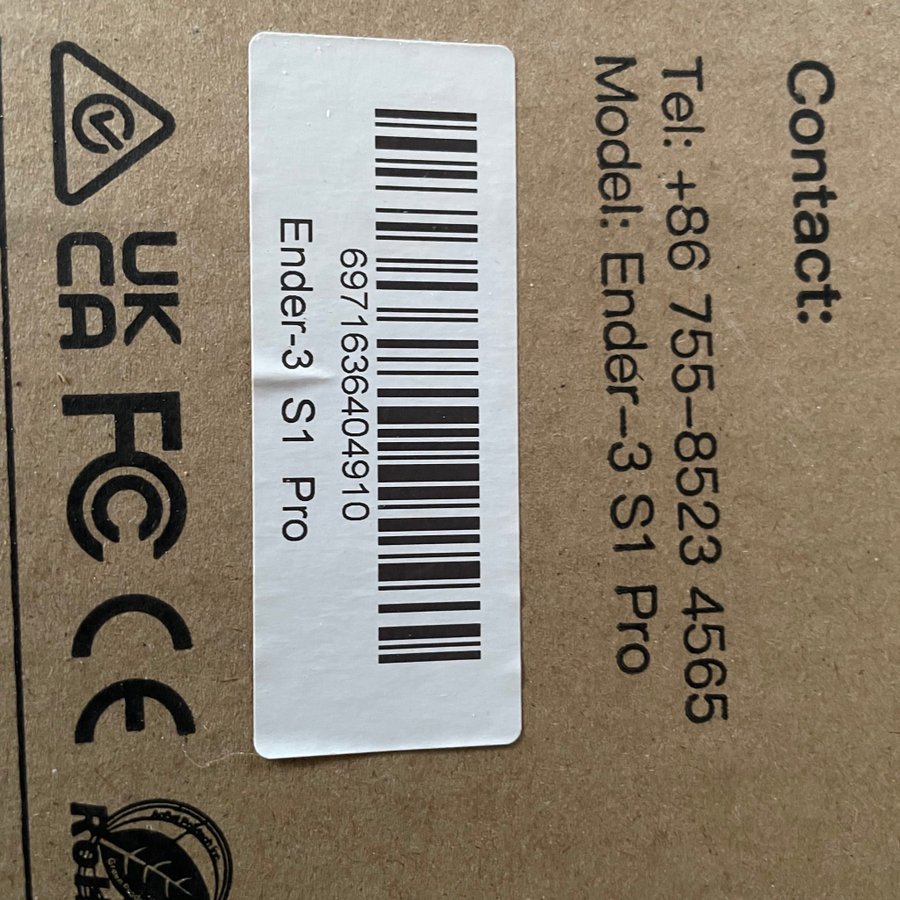 Contact:
Tel: +86 755-8523 4565
Model: Ender-3 S1 Pro
6971636404910
Ender-3 S1 Pro
UK
CA
FC
CE